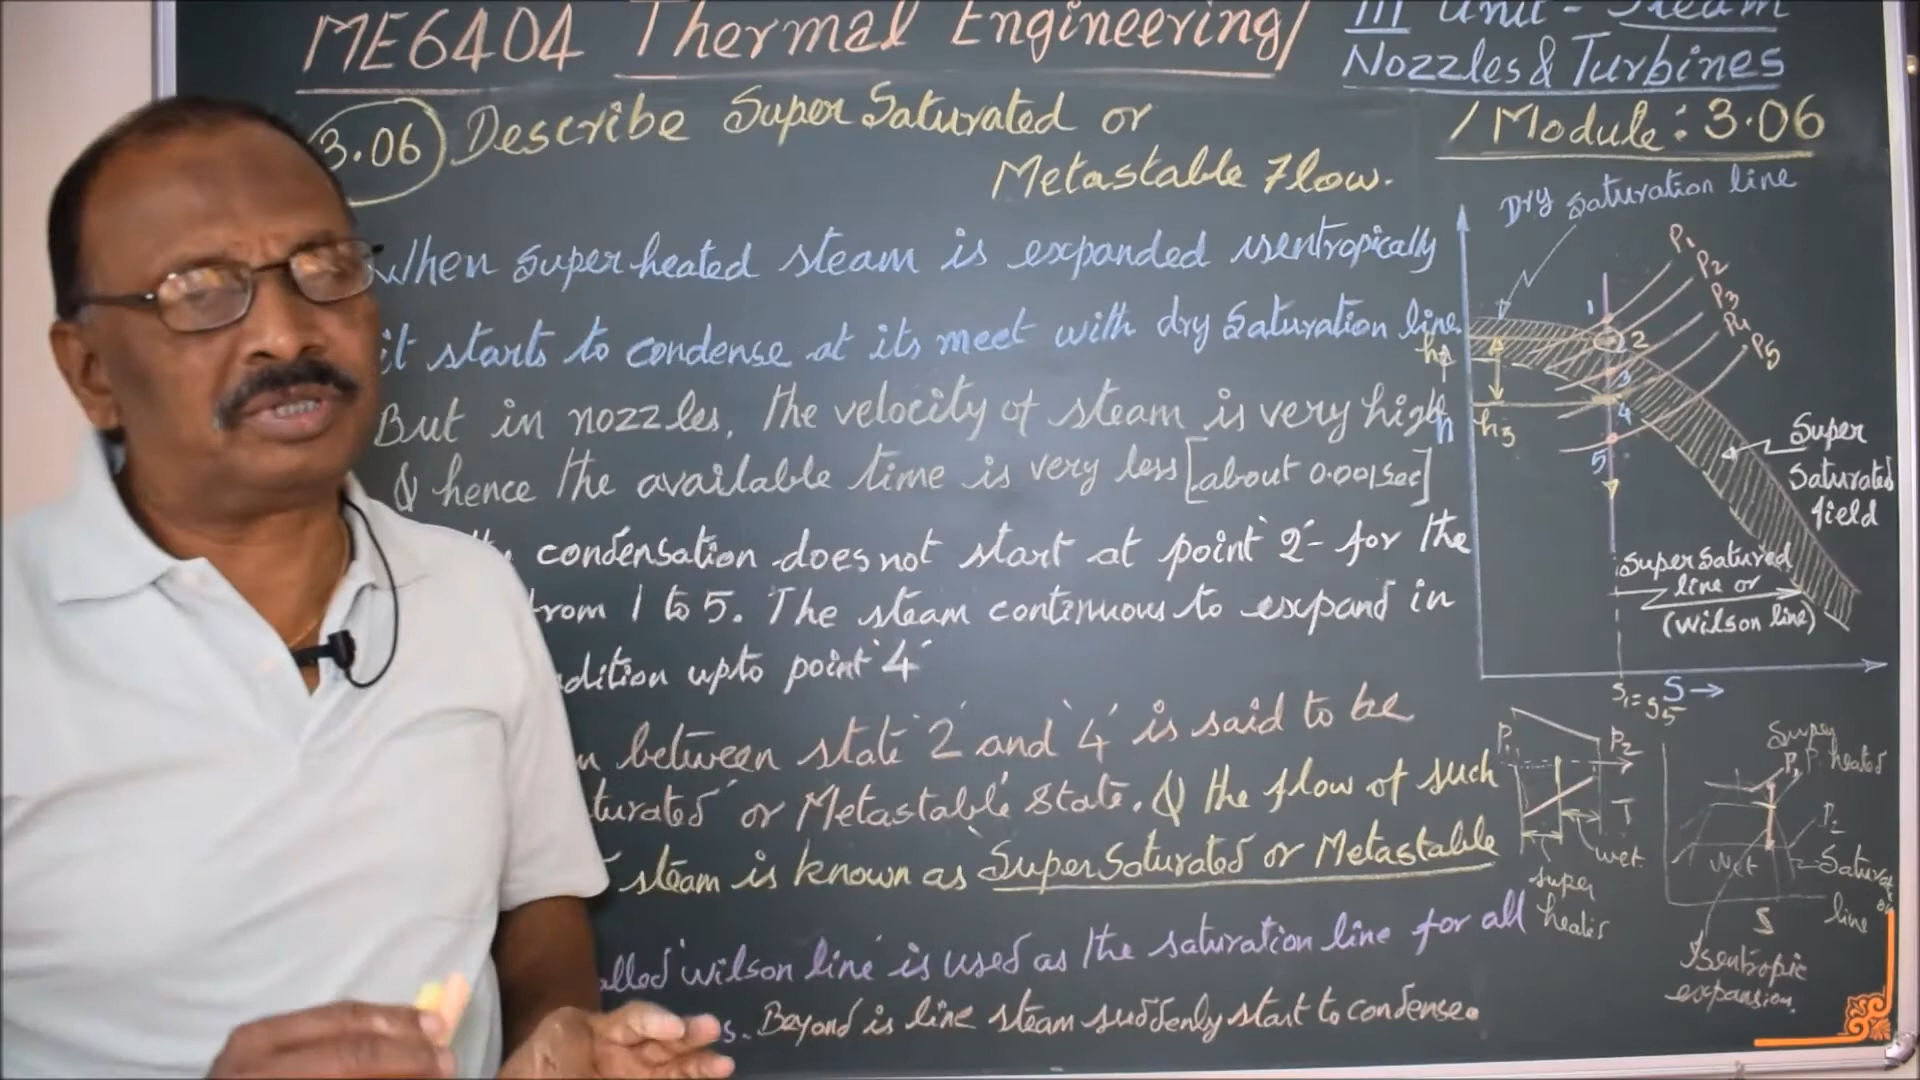 ME6404 Thermal Engineering/
III Unit - Steam
Nozzles & Turbines
/Module: 3.06
3.06 Describe Super Saturated or
Metastable Flow.
When Superheated steam is expanded isentropically
it starts to condense at its meet with dry saturation line.
But in nozzles, the velocity of steam is very high
& hence the available time is very less [about 0.001sec]
condensation does not start at point '2' - for the
from 1 to 5. The steam continuous to expand in
dition upto point '4'
n between state '2' and '4' is said to be
turated or Metastable State. & the flow of such
steam is known as Super Saturated or Metastable
alled 'wilson line' is used as the saturation line for all
s. Beyond is line steam suddenly start to condense.
Dry Saturation line
P1
P2
P3
P4
P5
1
2
3
4
5
h
h3
Super
Saturated
field
Super Satured
line or
(Wilson line)
S1 = S5
S
P1
P2
super
heated
wet
T
Super
heated
P1
P2
Wet
Saturat
line
S
Isentropic
expansion.